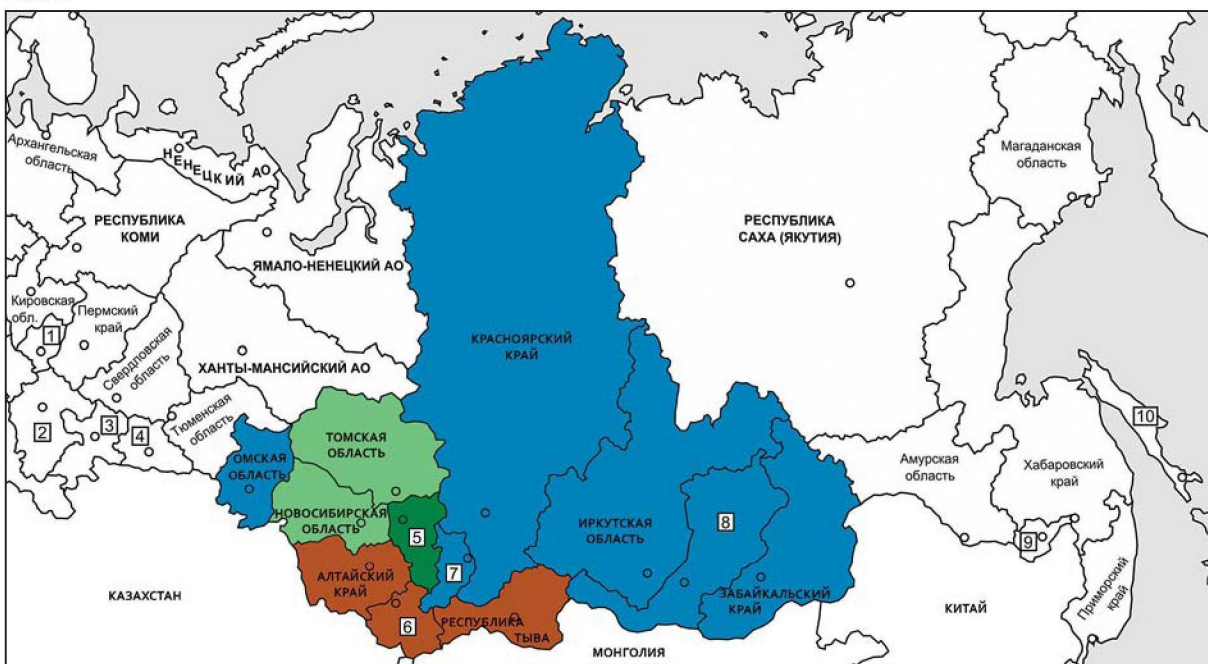 Архангельская
область
НЕНЕЦКИЙ АО
РЕСПУБЛИКА
КОМИ
ЯМАЛО-НЕНЕЦКИЙ АО
Кировская
обл.
1
Пермский
край
Свердловская
область
ХАНТЫ-МАНСИЙСКИЙ АО
2
3
4
Тюменская
область
ОМСКАЯ
ОБЛАСТЬ
ТОМСКАЯ
ОБЛАСТЬ
НОВОСИБИРСКАЯ
ОБЛАСТЬ
5
АЛТАЙСКИЙ
КРАЙ
6
7
КРАСНОЯРСКИЙ
КРАЙ
РЕСПУБЛИКА
ТЫВА
ИРКУТСКАЯ
ОБЛАСТЬ
8
ЗАБАЙКАЛЬСКИЙ
КРАЙ
РЕСПУБЛИКА
САХА (ЯКУТИЯ)
Магаданская
область
Амурская
область
Хабаровский
край
9
10
Приморский
край
КАЗАХСТАН
МОНГОЛИЯ
КИТАЙ